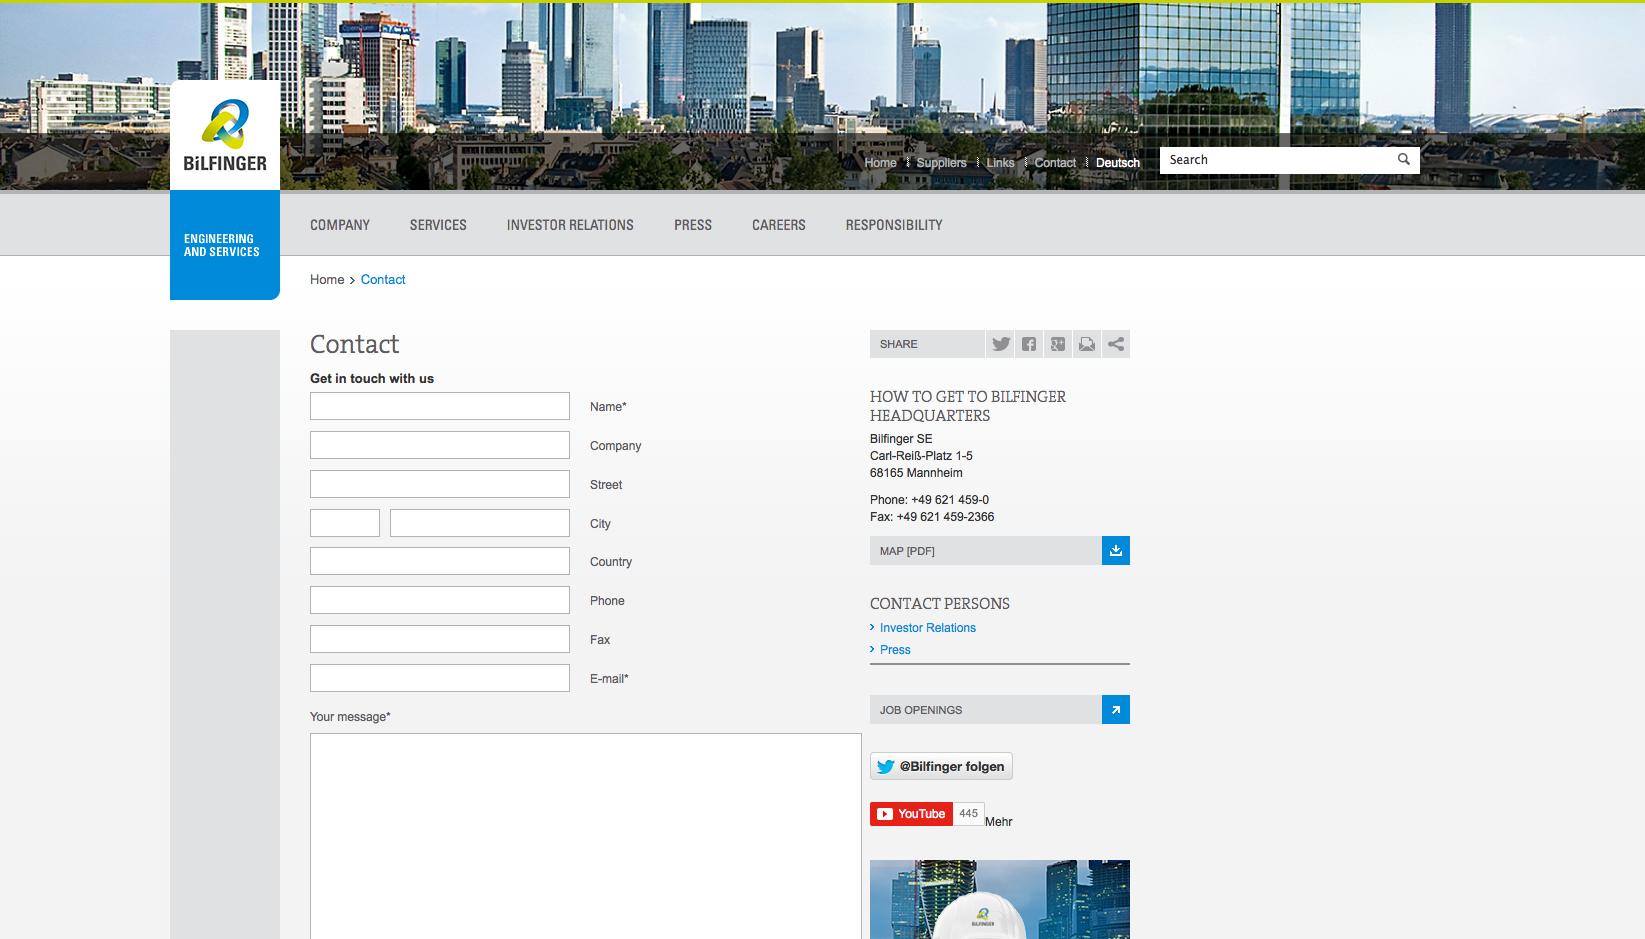 BiLFINGER
ENGINEERING
AND SERVICES
Home
Suppliers
Links
Contact
Deutsch
Search
COMPANY
SERVICES
INVESTOR RELATIONS
PRESS
CAREERS
RESPONSIBILITY
Home > Contact
Contact
Get in touch with us
Name*
Company
Street
City
Country
Phone
Fax
E-mail*
Your message*
SHARE
HOW TO GET TO BILFINGER
HEADQUARTERS
Bilfinger SE
Carl-Reiß-Platz 1-5
68165 Mannheim
Phone: +49 621 459-0
Fax: +49 621 459-2366
MAP [PDF]
CONTACT PERSONS
Investor Relations
Press
JOB OPENINGS
@Bilfinger folgen
YouTube 445 Mehr
BiLFINGER